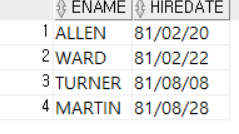 ENAME HIREDATE
1 ALLEN 81/02/20
2 WARD 81/02/22
3 TURNER 81/08/08
4 MARTIN 81/08/28